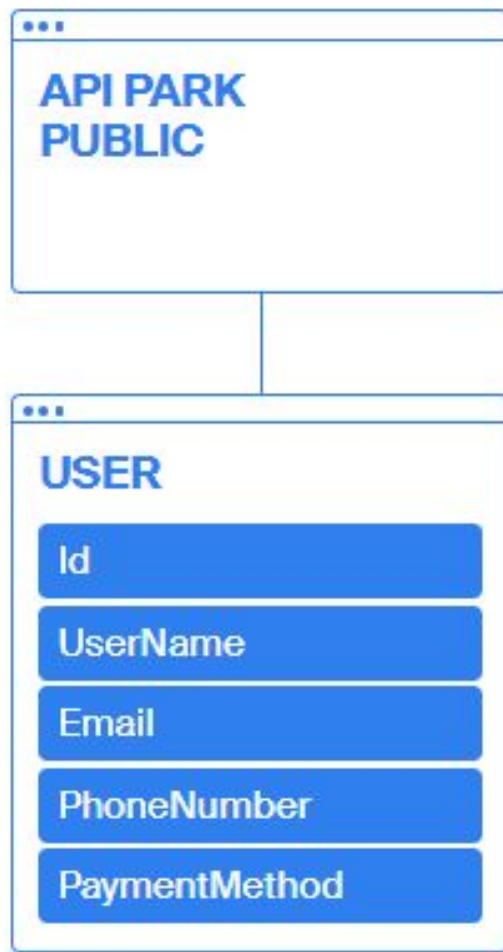 API PARK
PUBLIC
USER
Id
UserName
Email
PhoneNumber
PaymentMethod